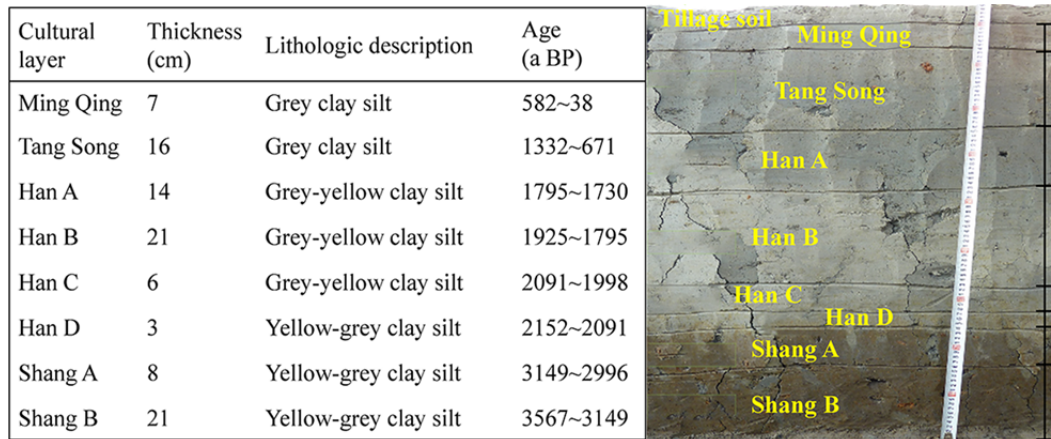 Cultural layer Thickness (cm) Lithologic description Age (a BP)
Ming Qing 7 Grey clay silt 582~38
Tang Song 16 Grey clay silt 1332~671
Han A 14 Grey-yellow clay silt 1795~1730
Han B 21 Grey-yellow clay silt 1925~1795
Han C 6 Grey-yellow clay silt 2091~1998
Han D 3 Yellow-grey clay silt 2152~2091
Shang A 8 Yellow-grey clay silt 3149~2996
Shang B 21 Yellow-grey clay silt 3567~3149
Tillage soil
Ming Qing
Tang Song
Han A
Han B
Han C
Han D
Shang A
Shang B